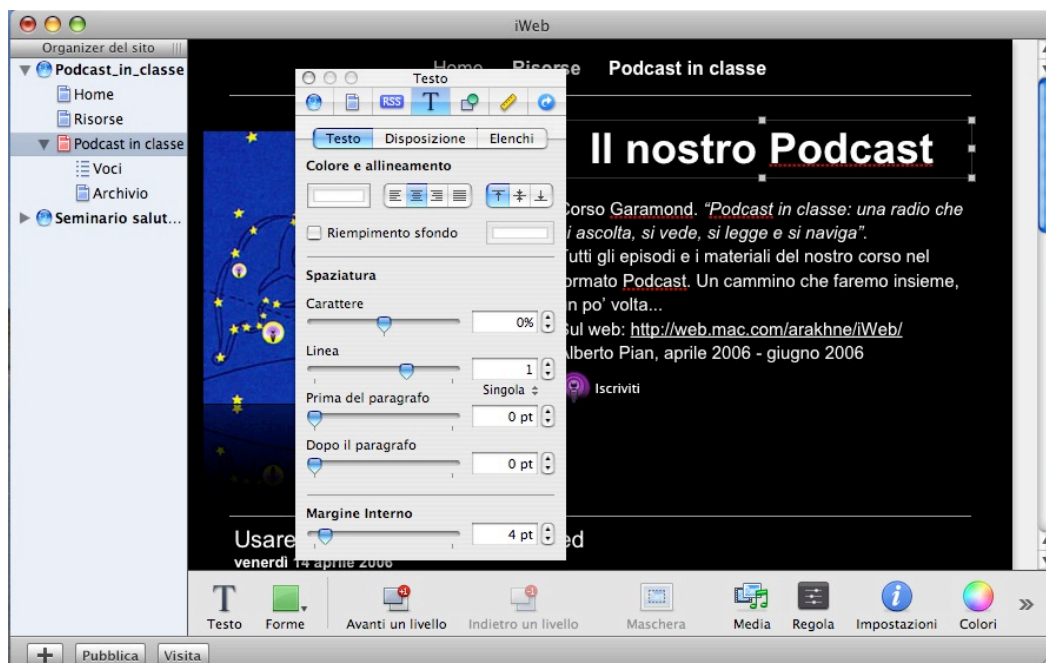 iWeb
Organizer del sito
Podcast_in_classe
Home
Risorse
Podcast in classe
Voci
Archivio
Seminario salut...
Home Risorse Podcast in classe
Testo
RSS
T
Testo Disposizione Elenchi
Colore e allineamento
Riempimento sfondo
Spaziatura
Carattere
0%
Linea
1
Singola
Prima del paragrafo
0 pt
Dopo il paragrafo
0 pt
Margine Interno
4 pt
Il nostro Podcast
Corso Garamond. “Podcast in classe: una radio che
si ascolta, si vede, si legge e si naviga”.
Tutti gli episodi e i materiali del nostro corso nel
formato Podcast. Un cammino che faremo insieme,
un po’ volta...
Sul web: http://web.mac.com/arakhne/iWeb/
Alberto Pian, aprile 2006 - giugno 2006
Iscriviti
Usare
venerdì 14 aprile 2006
T
Testo Forme Avanti un livello Indietro un livello Maschera Media Regola Impostazioni Colori »
+ Pubblica Visita